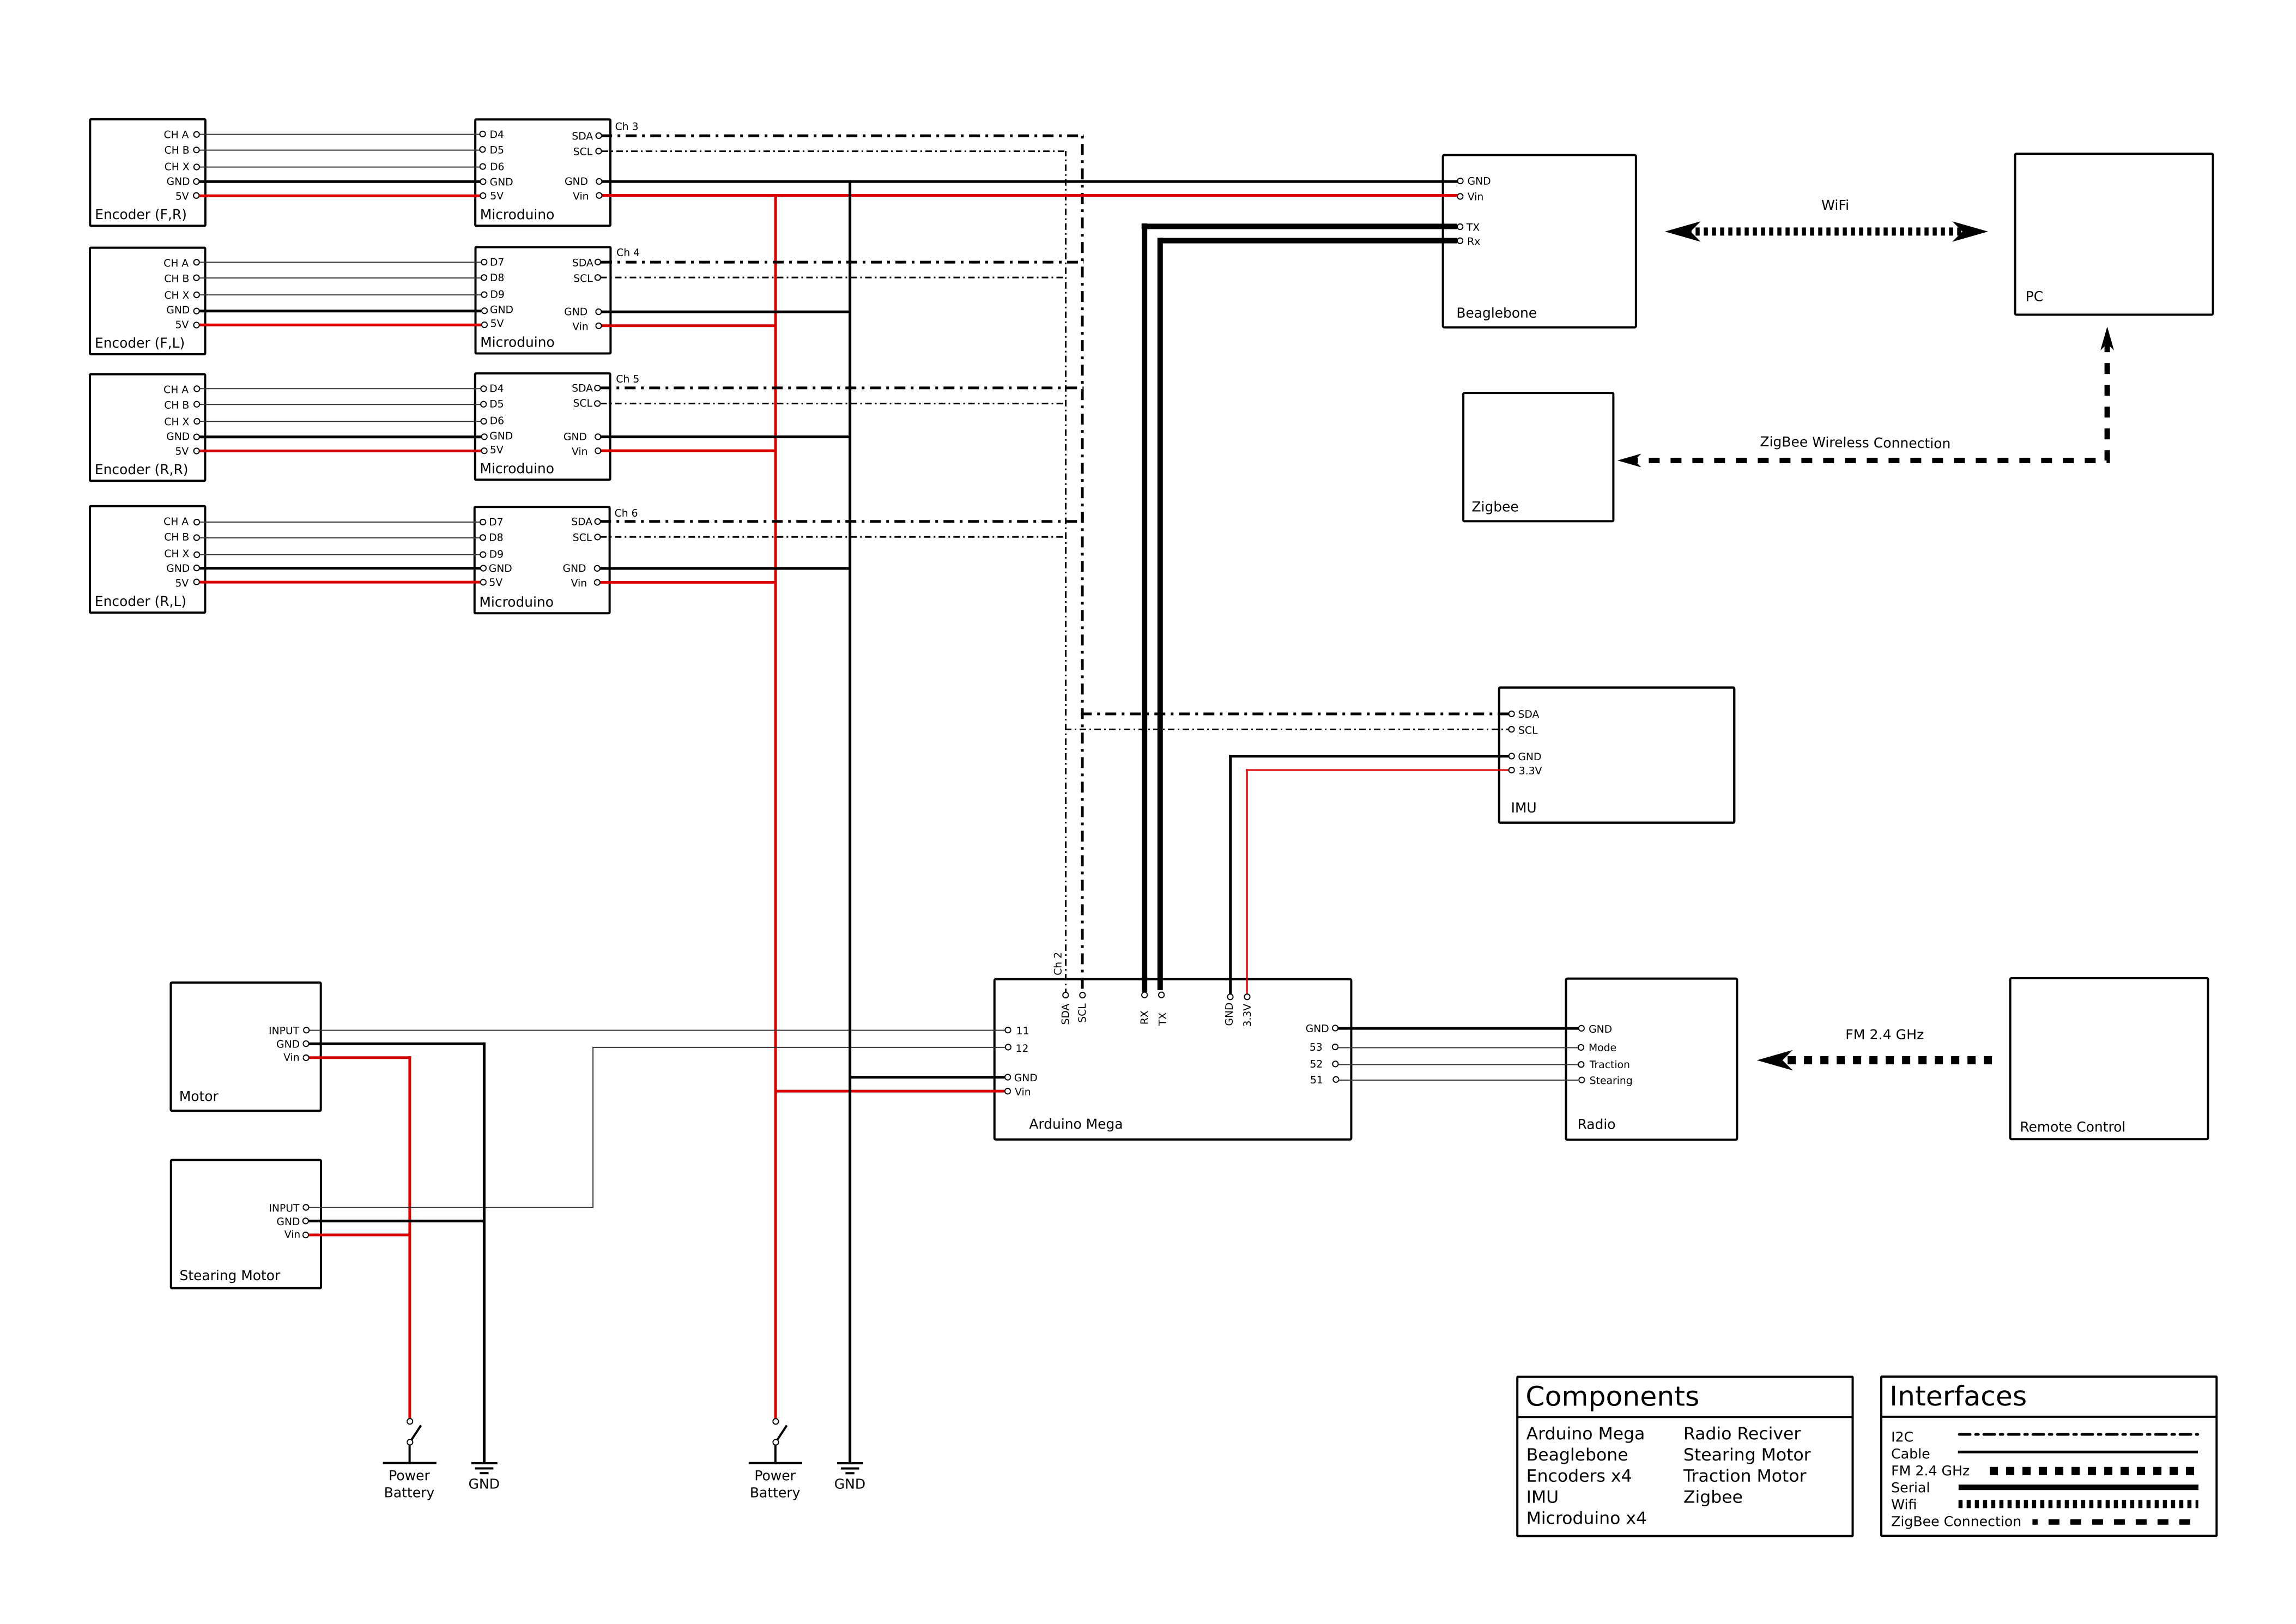 Ch 3
CH A
CH B
CH X
GND
5V
Encoder (F,R)
D4
D5
D6
GND
5V
Microduino
SDA
SCL
GND
Vin
Ch 4
CH A
CH B
CH X
GND
5V
Encoder (F,L)
D7
D8
D9
GND
5V
Microduino
SDA
SCL
GND
Vin
Ch 5
CH A
CH B
CH X
GND
5V
Encoder (R,R)
D4
D5
D6
GND
5V
Microduino
SDA
SCL
GND
Vin
Ch 6
CH A
CH B
CH X
GND
5V
Encoder (R,L)
D7
D8
D9
GND
5V
Microduino
SDA
SCL
GND
Vin
GND
Vin
TX
Rx
Beaglebone
WiFi
PC
ZigBee Wireless Connection
Zigbee
SDA
SCL
GND
3.3V
IMU
INPUT
GND
Vin
Motor
INPUT
GND
Vin
Stearing Motor
Ch 2
SDA
SCL
RX
TX
GND
3.3V
11
12
GND
Vin
GND
53
52
51
Arduino Mega
GND
Mode
Traction
Stearing
Radio
FM 2.4 GHz
Remote Control
Power
Battery
GND
Power
Battery
GND
Components
Arduino Mega
Beaglebone
Encoders x4
IMU
Microduino x4
Radio Reciver
Stearing Motor
Traction Motor
Zigbee
Interfaces
I2C
Cable
FM 2.4 GHz
Serial
Wifi
ZigBee Connection